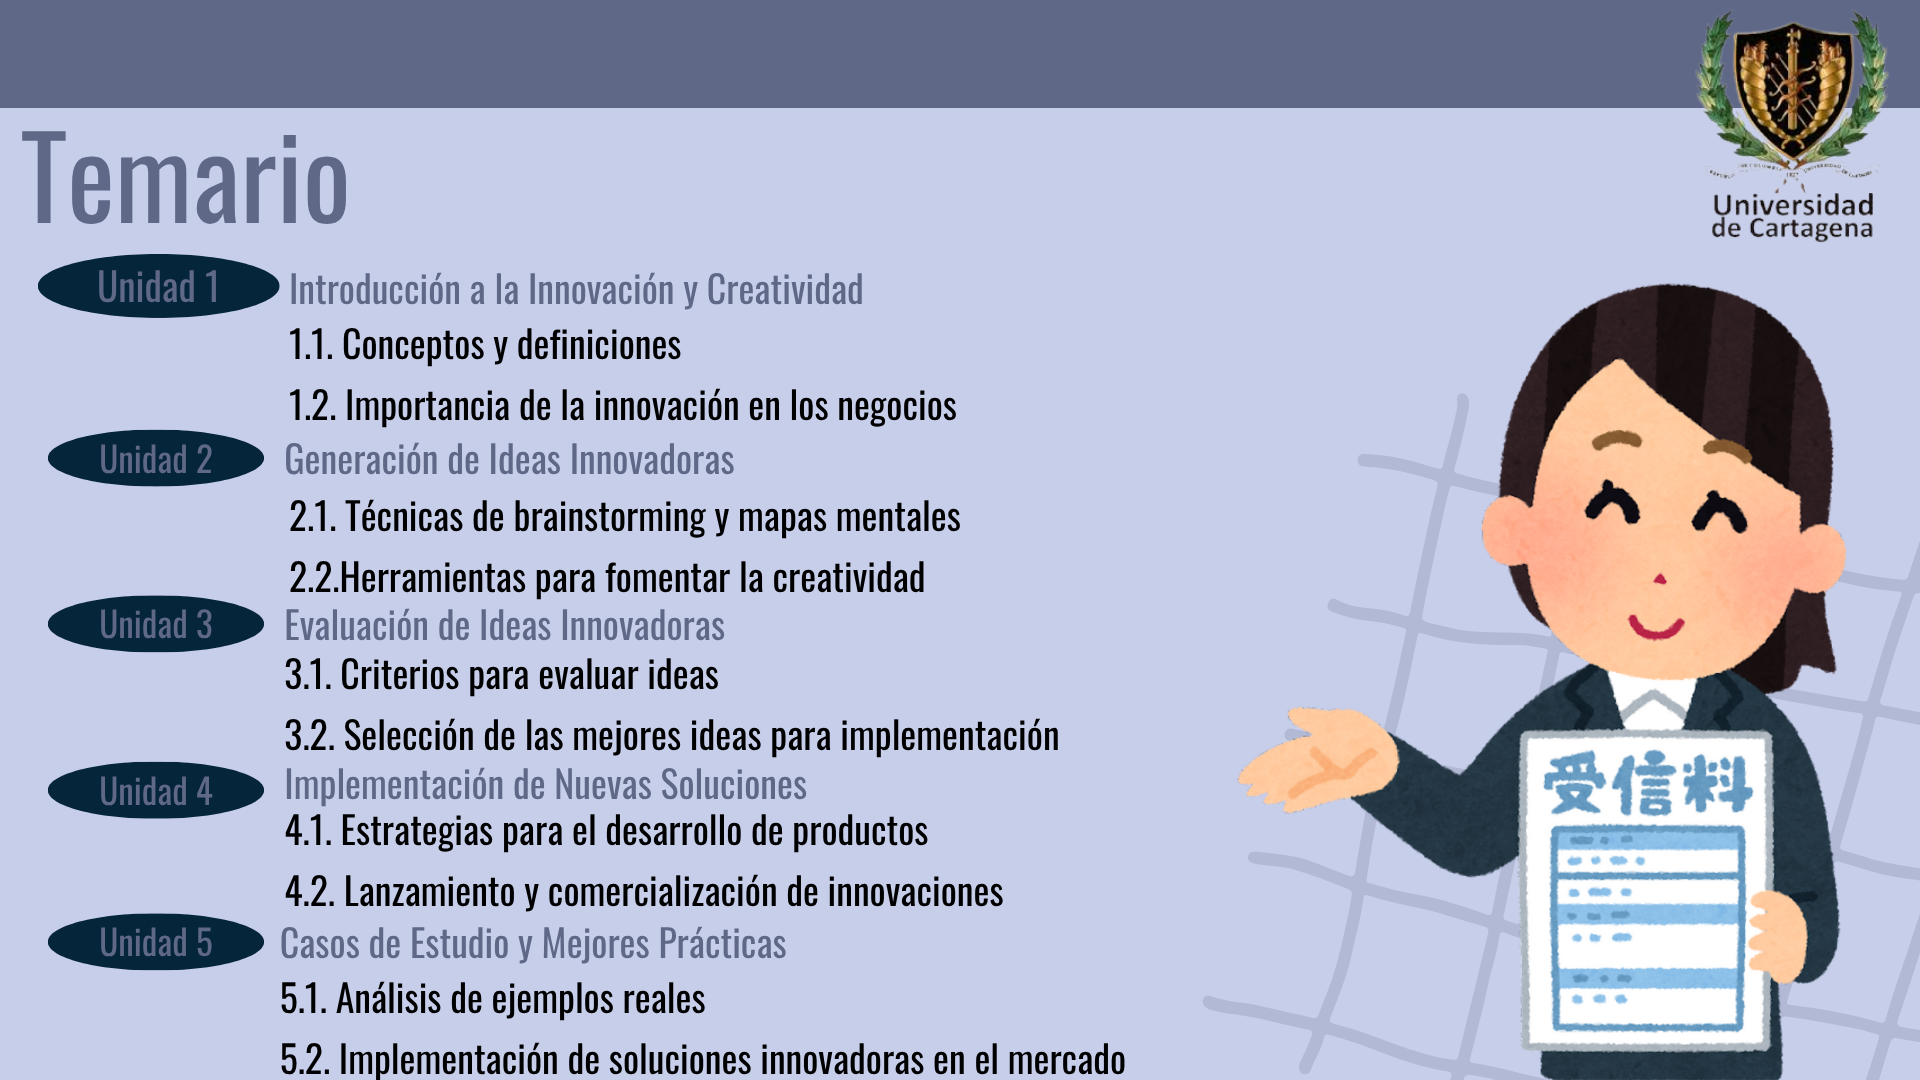 Universidad
de Cartagena
Temario
Unidad 1
Introducción a la Innovación y Creatividad
1.1. Conceptos y definiciones
1.2. Importancia de la innovación en los negocios
Unidad 2
Generación de Ideas Innovadoras
2.1. Técnicas de brainstorming y mapas mentales
2.2.Herramientas para fomentar la creatividad
Unidad 3
Evaluación de Ideas Innovadoras
3.1. Criterios para evaluar ideas
3.2. Selección de las mejores ideas para implementación
Unidad 4
Implementación de Nuevas Soluciones
4.1. Estrategias para el desarrollo de productos
4.2. Lanzamiento y comercialización de innovaciones
Unidad 5
Casos de Estudio y Mejores Prácticas
5.1. Análisis de ejemplos reales
5.2. Implementación de soluciones innovadoras en el mercado
受信料